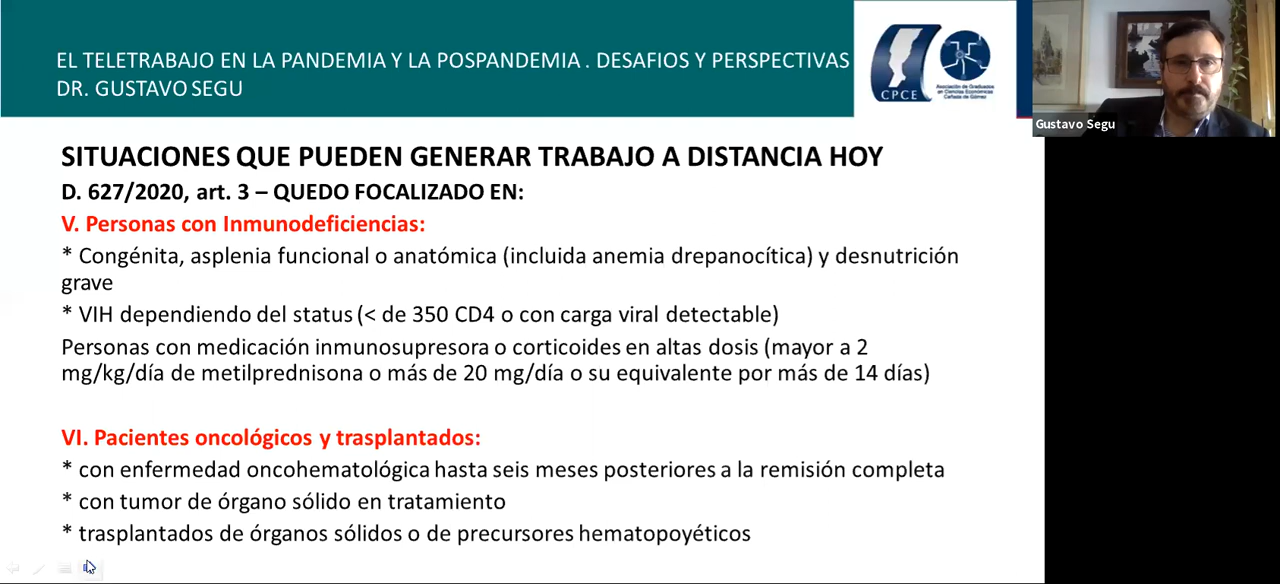 EL TELETRABAJO EN LA PANDEMIA Y LA POSPANDEMIA . DESAFIOS Y PERSPECTIVAS
DR. GUSTAVO SEGU
CPCE
Asociación de Graduados
en Ciencias Económicas
Cañada de Gómez
Gustavo Segu
SITUACIONES QUE PUEDEN GENERAR TRABAJO A DISTANCIA HOY
D. 627/2020, art. 3 – QUEDO FOCALIZADO EN:
V. Personas con Inmunodeficiencias:
* Congénita, asplenia funcional o anatómica (incluida anemia drepanocítica) y desnutrición
grave
* VIH dependiendo del status (< de 350 CD4 o con carga viral detectable)
Personas con medicación inmunosupresora o corticoides en altas dosis (mayor a 2
mg/kg/día de metilprednisona o más de 20 mg/día o su equivalente por más de 14 días)
VI. Pacientes oncológicos y trasplantados:
* con enfermedad oncohematológica hasta seis meses posteriores a la remisión completa
* con tumor de órgano sólido en tratamiento
* trasplantados de órganos sólidos o de precursores hematopoyéticos